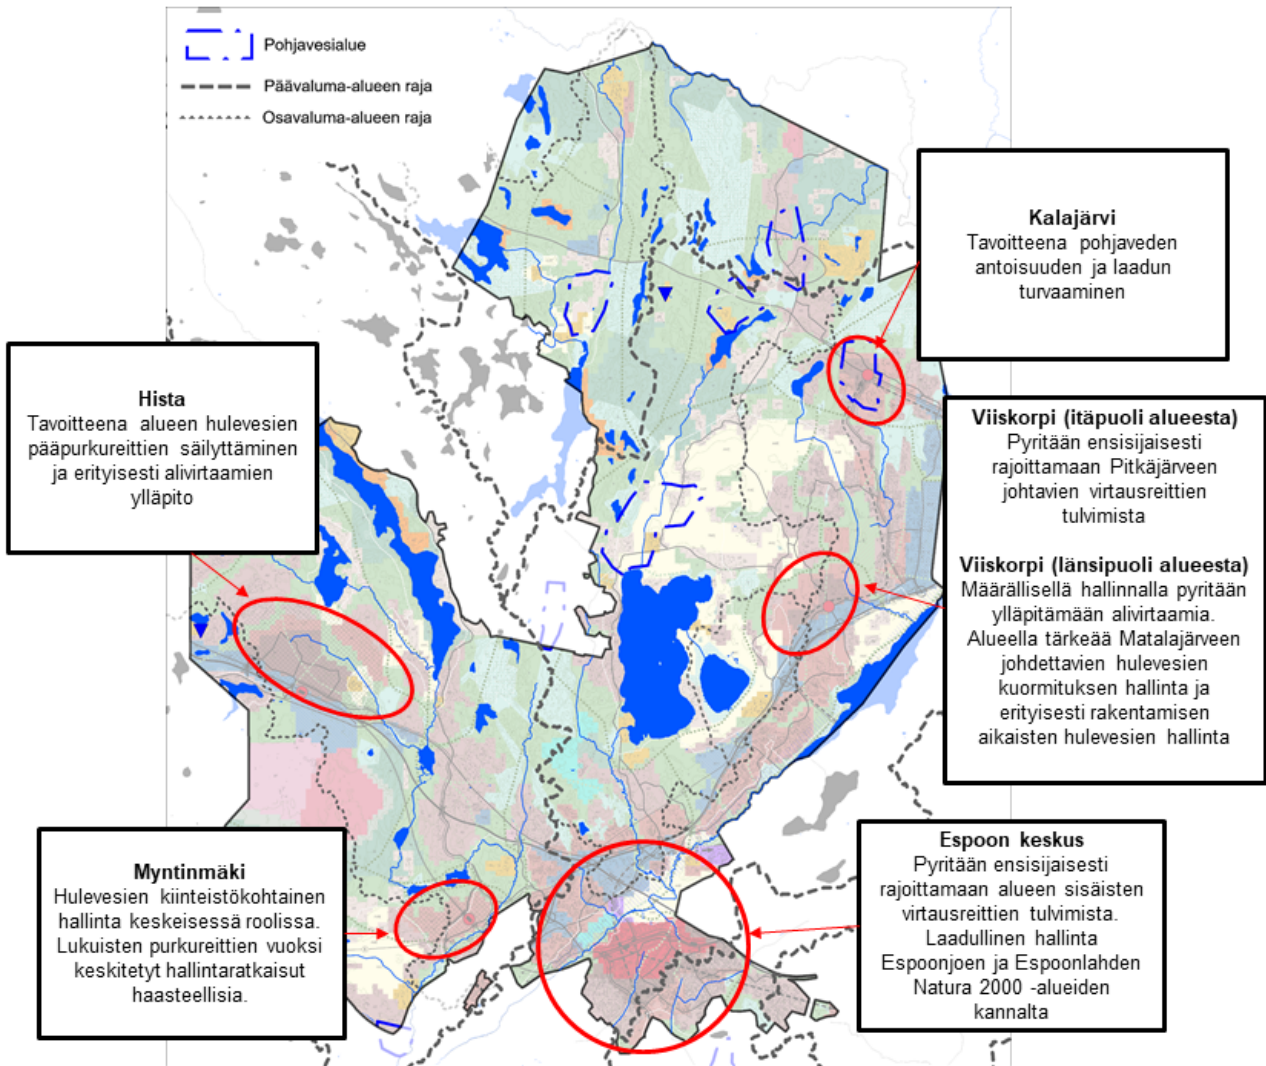 Pohjavesialue
Päävaluma-alueen raja
Osavaluma-alueen raja
Kalajärvi
Tavoitteena pohjaveden
antoisuuden ja laadun
turvaaminen
Hista
Tavoitteena alueen hulevesien
pääpurkureittien säilyttäminen
ja erityisesti alivirtaamien
ylläpito
Viiskorpi (itäpuoli alueesta)
Pyritään ensisijaisesti
rajoittamaan Pitkäjärveen
johtavien virtausreittien
tulvimista
Viiskorpi (länsipuoli alueesta)
Määrällisellä hallinnalla pyritään
ylläpitämään alivirtaamia.
Alueella tärkeää Matalajärveen
johdettavien hulevesien
kuormituksen hallinta ja
erityisesti rakentamisen
aikaisten hulevesien hallinta
Myntinmäki
Hulevesien kiinteistökohtainen
hallinta keskeisessä roolissa.
Lukuisten purkureittien vuoksi
keskitetyt hallintaratkaisut
haasteellisia.
Espoon keskus
Pyritään ensisijaisesti
rajoittamaan alueen sisäisten
virtausreittien tulvimista.
Laadullinen hallinta
Espoonjoen ja Espoonlahden
Natura 2000 -alueiden
kannalta